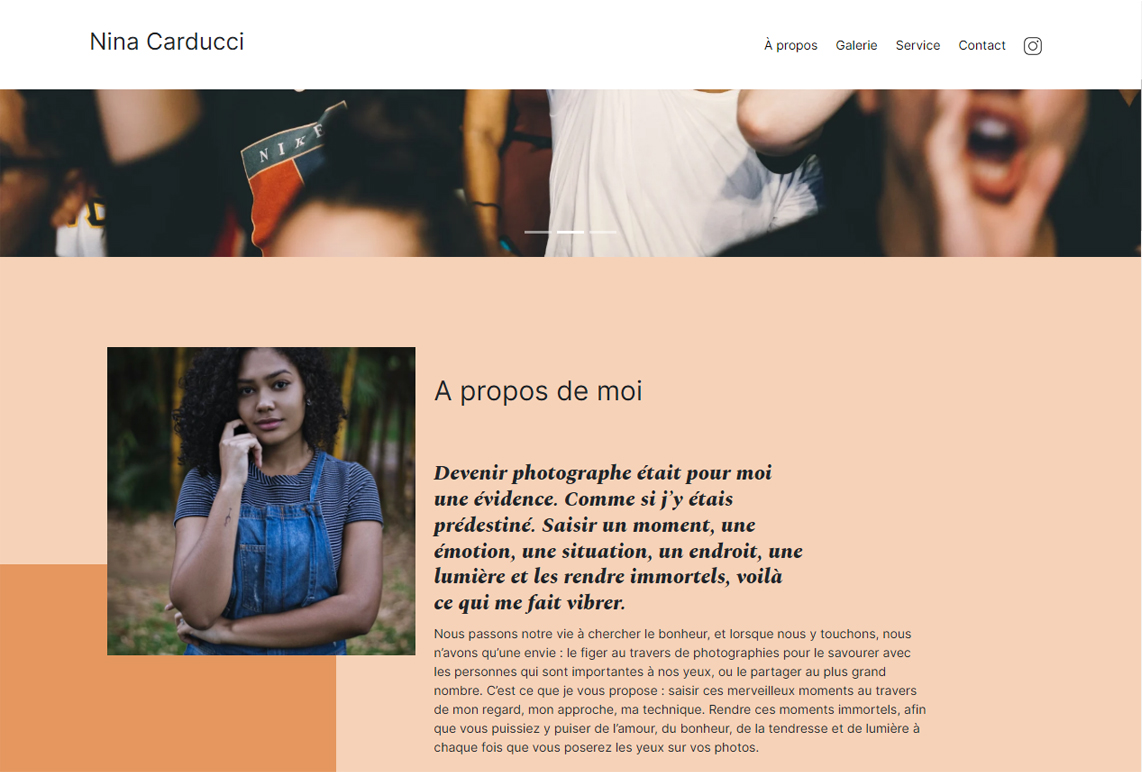 Nina Carducci
À propos Galerie Service Contact
NIKE
A propos de moi
Devenir photographe était pour moi
une évidence. Comme si j'y étais
prédestiné. Saisir un moment, une
émotion, une situation, un endroit, une
lumière et les rendre immortels, voilà
ce qui me fait vibrer.
Nous passons notre vie à chercher le bonheur, et lorsque nous y touchons, nous
n'avons qu'une envie : le figer au travers de photographies pour le savourer avec
les personnes qui sont importantes à nos yeux, ou le partager au plus grand
nombre. C'est ce que je vous propose : saisir ces merveilleux moments au travers
de mon regard, mon approche, ma technique. Rendre ces moments immortels, afin
que vous puissiez y puiser de l'amour, du bonheur, de la tendresse et de lumière à
chaque fois que vous poserez les yeux sur vos photos.